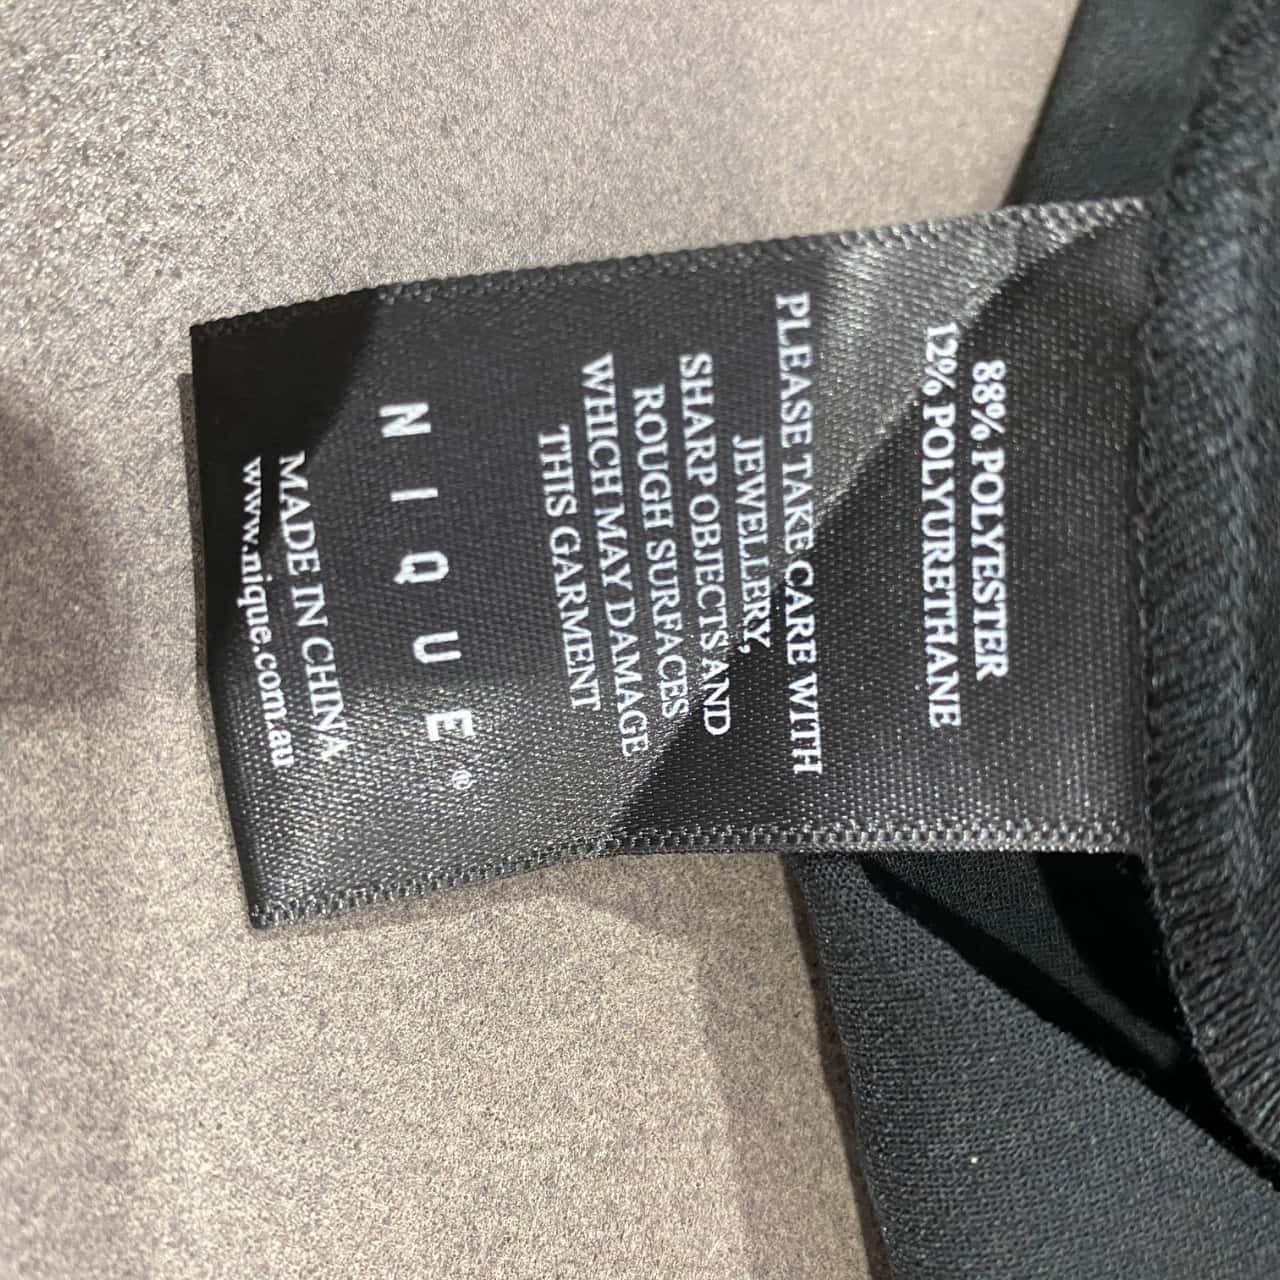 88% POLYESTER
12% POLYURETHANE
PLEASE TAKE CARE WITH
JEWELLERY,
SHARP OBJECTS AND
ROUGH SURFACES
WHICH MAY DAMAGE
THIS GARMENT
NIQUE®
MADE IN CHINA
www.nique.com.au